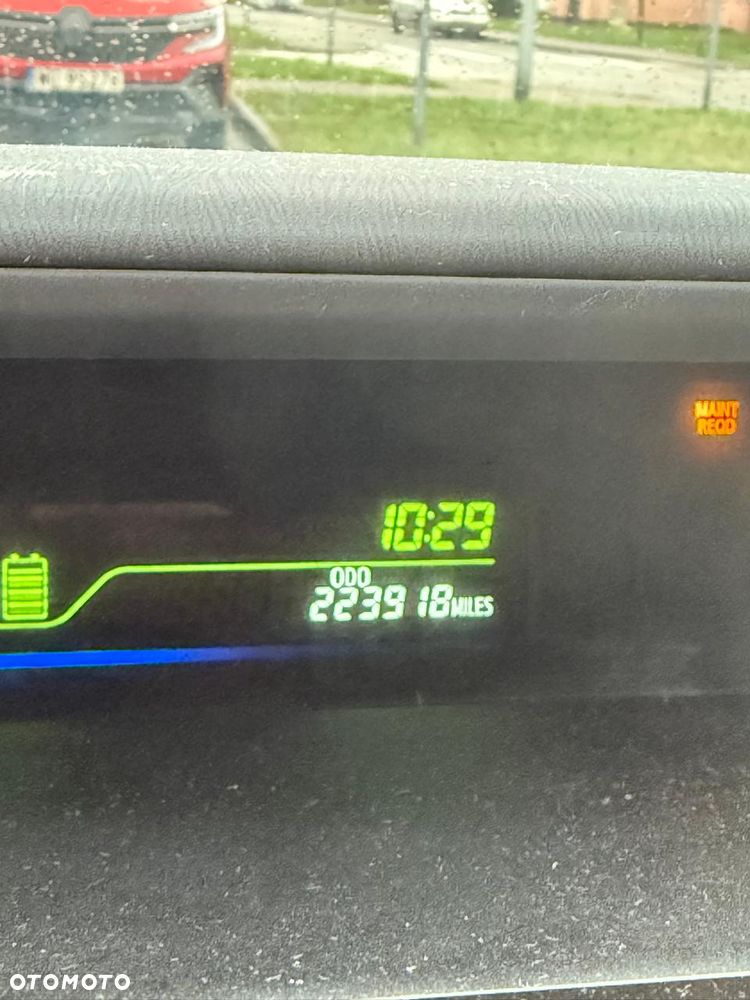 MAINT
REQD
10:29
ODO
223918 MILES
OTOMOTO